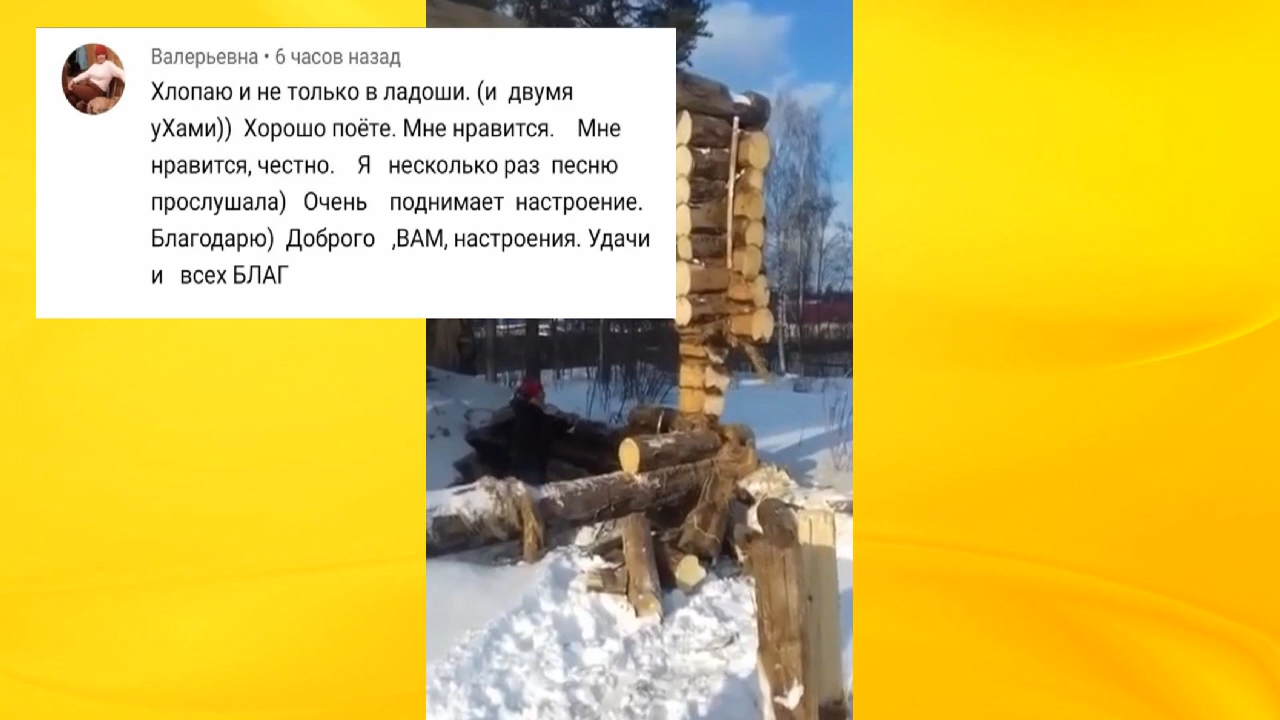 Валерьевна • 6 часов назад
Хлопаю и не только в ладоши. (и двумя
уХами)) Хорошо поёте. Мне нравится. Мне
нравится, честно. Я несколько раз песню
прослушала) Очень поднимает настроение.
Благодарю) Доброго ,ВАМ, настроения. Удачи
и всех БЛАГ